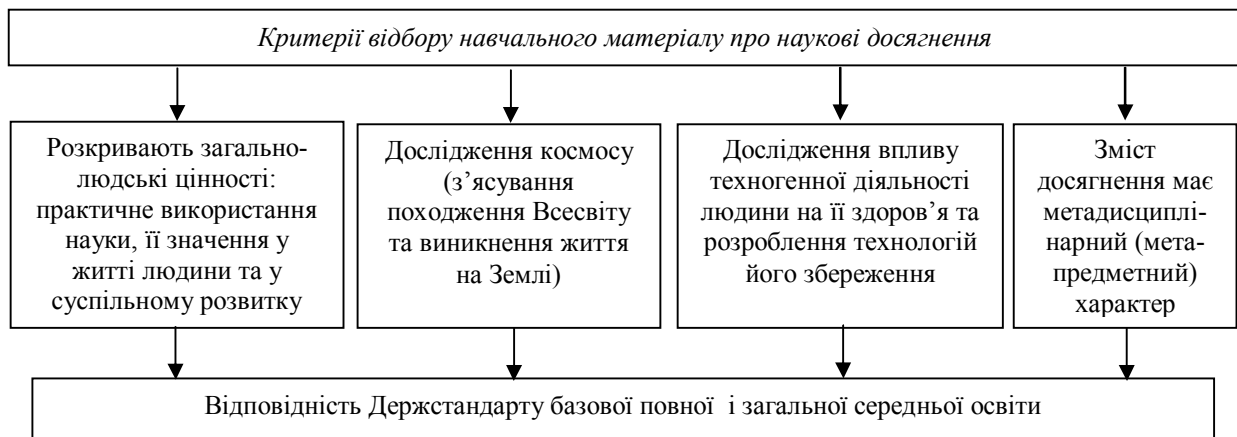 Критерії відбору навчального матеріалу про наукові досягнення
Розкривають загально-
людські цінності:
практичне використання
науки, її значення у
житті людини та у
суспільному розвитку
Дослідження космосу
(з’ясування
походження Всесвіту
та виникнення життя
на Землі)
Дослідження впливу
техногенної діяльності
людини на її здоров’я та
розроблення технологій
його збереження
Зміст
досягнення має
метадисциплі-
нарний (мета-
предметний)
характер
Відповідність Держстандарту базової повної і загальної середньої освіти